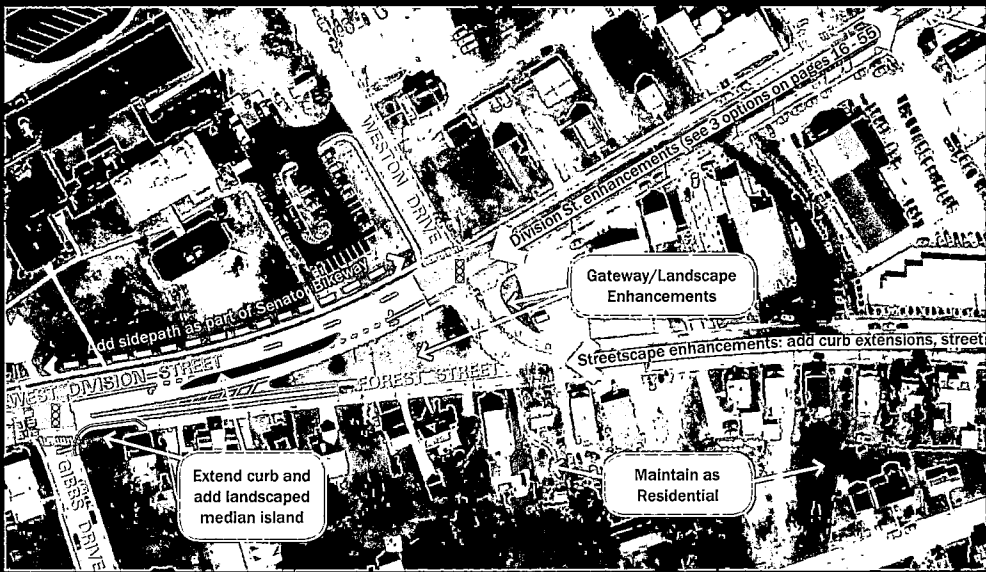 Division St. enhancements (see 3 options on pages 16 -55
WESTON DRIVE
Gateway/Landscape
Enhancements
Add sidepath as part of Senator Bikeway
Streetscape enhancements: add curb extensions, street
WEST DIVISION STREET
FOREST STREET
N GIBBS DRIVE
Extend curb and
add landscaped
median island
Maintain as
Residential